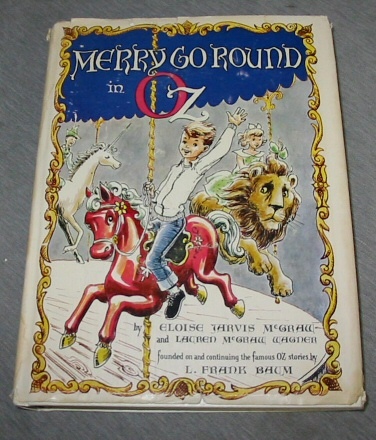 MERRY GO ROUND
in OZ
by ELOISE JARVIS McGRAW
and LAUREN McGRAW WAGNER
founded on and continuing the famous OZ stories by
L. FRANK BAUM